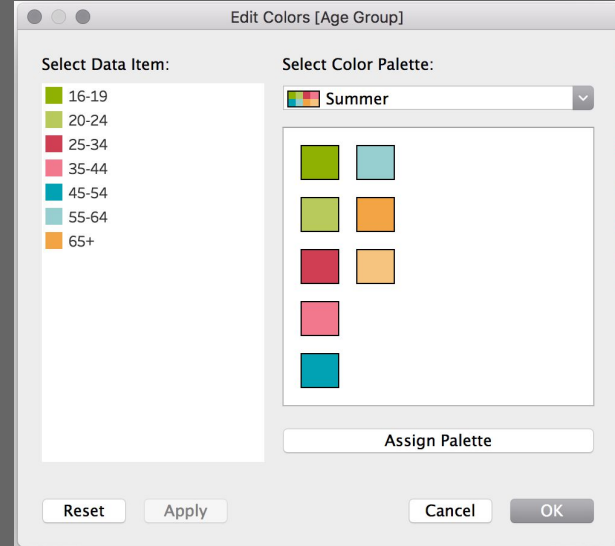 Edit Colors [Age Group]
Select Data Item:
16-19
20-24
25-34
35-44
45-54
55-64
65+
Select Color Palette:
Summer
Assign Palette
Reset
Apply
Cancel
OK